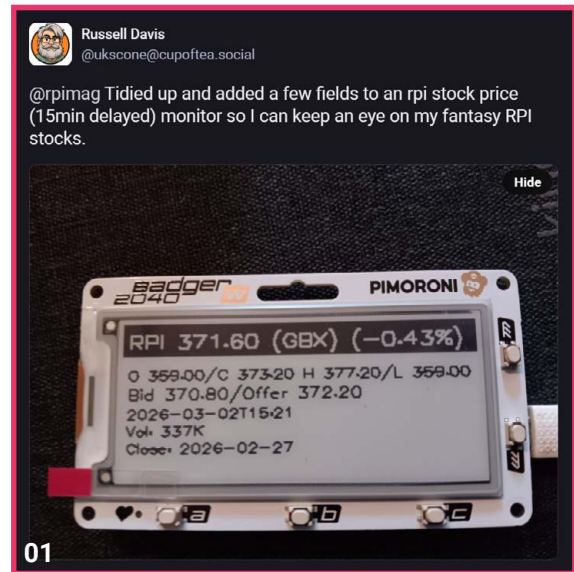 Russell Davis
@ukscone@cupoftea.social
@rpimag Tidied up and added a few fields to an rpi stock price
(15min delayed) monitor so I can keep an eye on my fantasy RPI
stocks.
Hide
badger
2040 W
PIMORONI
RPI 371.60 (GBX) (-0.43%)
O 359.00/C 373.20 H 377.20/L 359.00
Bid 370.80/Offer 372.20
2026-03-02T15:21
Vol: 337K
Close: 2026-02-27
a b c
01